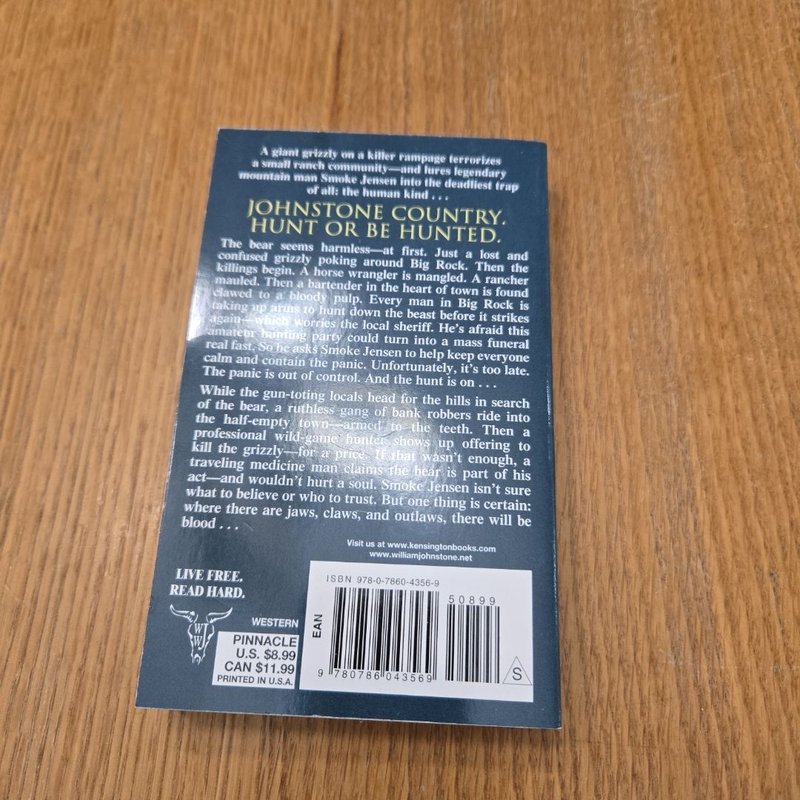 A giant grizzly on a killer rampage terrorizes
a small ranch community—and lures legendary
mountain man Smoke Jensen into the deadliest trap
of all: the human kind . . .
JOHNSTONE COUNTRY.
HUNT OR BE HUNTED.
The bear seems harmless—at first. Just a lost and
confused grizzly poking around Big Rock. Then the
killings begin. A horse wrangler is mangled. A rancher
mauled. Then a bartender in the heart of town is found
clawed to a bloody pulp. Every man in Big Rock is
taking up arms to hunt down the beast before it strikes
again—which worries the local sheriff. He's afraid this
amateur hunting party could turn into a mass funeral
real fast. So he asks Smoke Jensen to help keep everyone
calm and contain the panic. Unfortunately, it's too late.
The panic is out of control. And the hunt is on . . .
While the gun-toting locals head for the hills in search
of the bear, a ruthless gang of bank robbers ride into
the half-empty town—armed to the teeth. Then a
professional wild-game hunter shows up offering to
kill the grizzly—for a price. If that wasn't enough, a
traveling medicine man claims the bear is part of his
act—and wouldn't hurt a soul. Smoke Jensen isn't sure
what to believe or who to trust. But one thing is certain:
where there are jaws, claws, and outlaws, there will be
blood . . .
Visit us at www.kensingtonbooks.com
www.williamjohnstone.net
LIVE FREE.
READ HARD.
WWJ
WESTERN
PINNACLE
U.S. $8.99
CAN $11.99
PRINTED IN U.S.A.
ISBN 978-0-7860-4356-9
50899
EAN
9 780786 043569
S